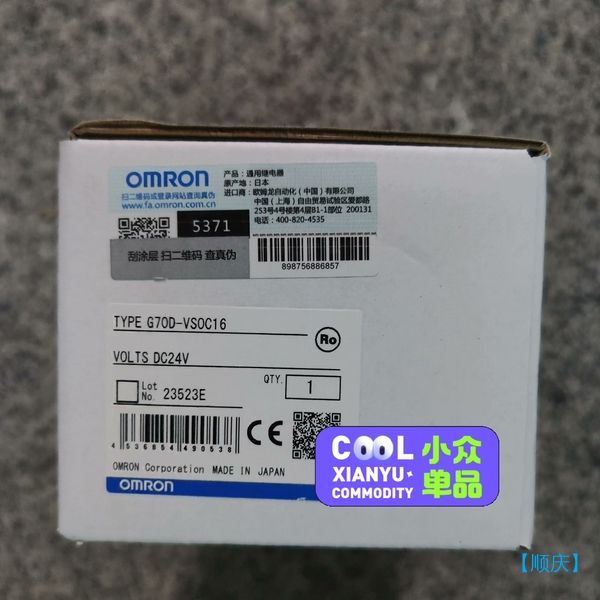 OMRON
扫二维码或登录网站查询真伪
www.fa.omron.com.cn
5371
刮涂层 扫二维码 查真伪
产品：通用继电器
原产地：日本
进口商：欧姆龙自动化（中国）有限公司
中国（上海）自由贸易试验区爱都路
253号4号楼第4层B1-1部位 200131
电话：400-820-4535
898756886857
TYPE G70D-VSOC16
VOLTS DC24V
Ro
Lot No. 23523E
QTY. 1
4 536854 490538
CE
OMRON Corporation MADE IN JAPAN
OMRON
COOL 小众
XIANYU 单品
COMMODITY
【顺庆】